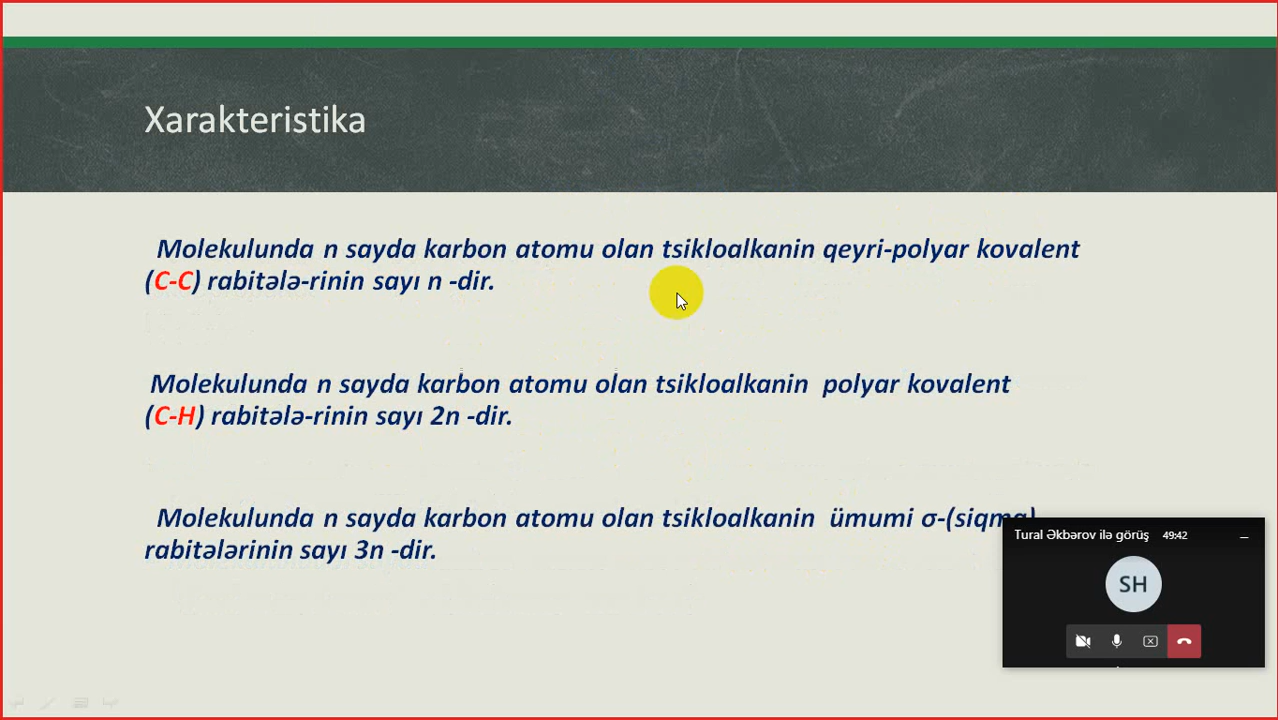 Xarakteristika
Molekulunda n sayda karbon atomu olan tsikloalkanin qeyri-polyar kovalent
(C-C) rabitələ-rinin sayı n -dir.
Molekulunda n sayda karbon atomu olan tsikloalkanin polyar kovalent
(C-H) rabitələ-rinin sayı 2n -dir.
Molekulunda n sayda karbon atomu olan tsikloalkanin ümumi σ-(siqma)
rabitələrinin sayı 3n -dir.
Tural Əkbərov ilə görüş 49:42
SH